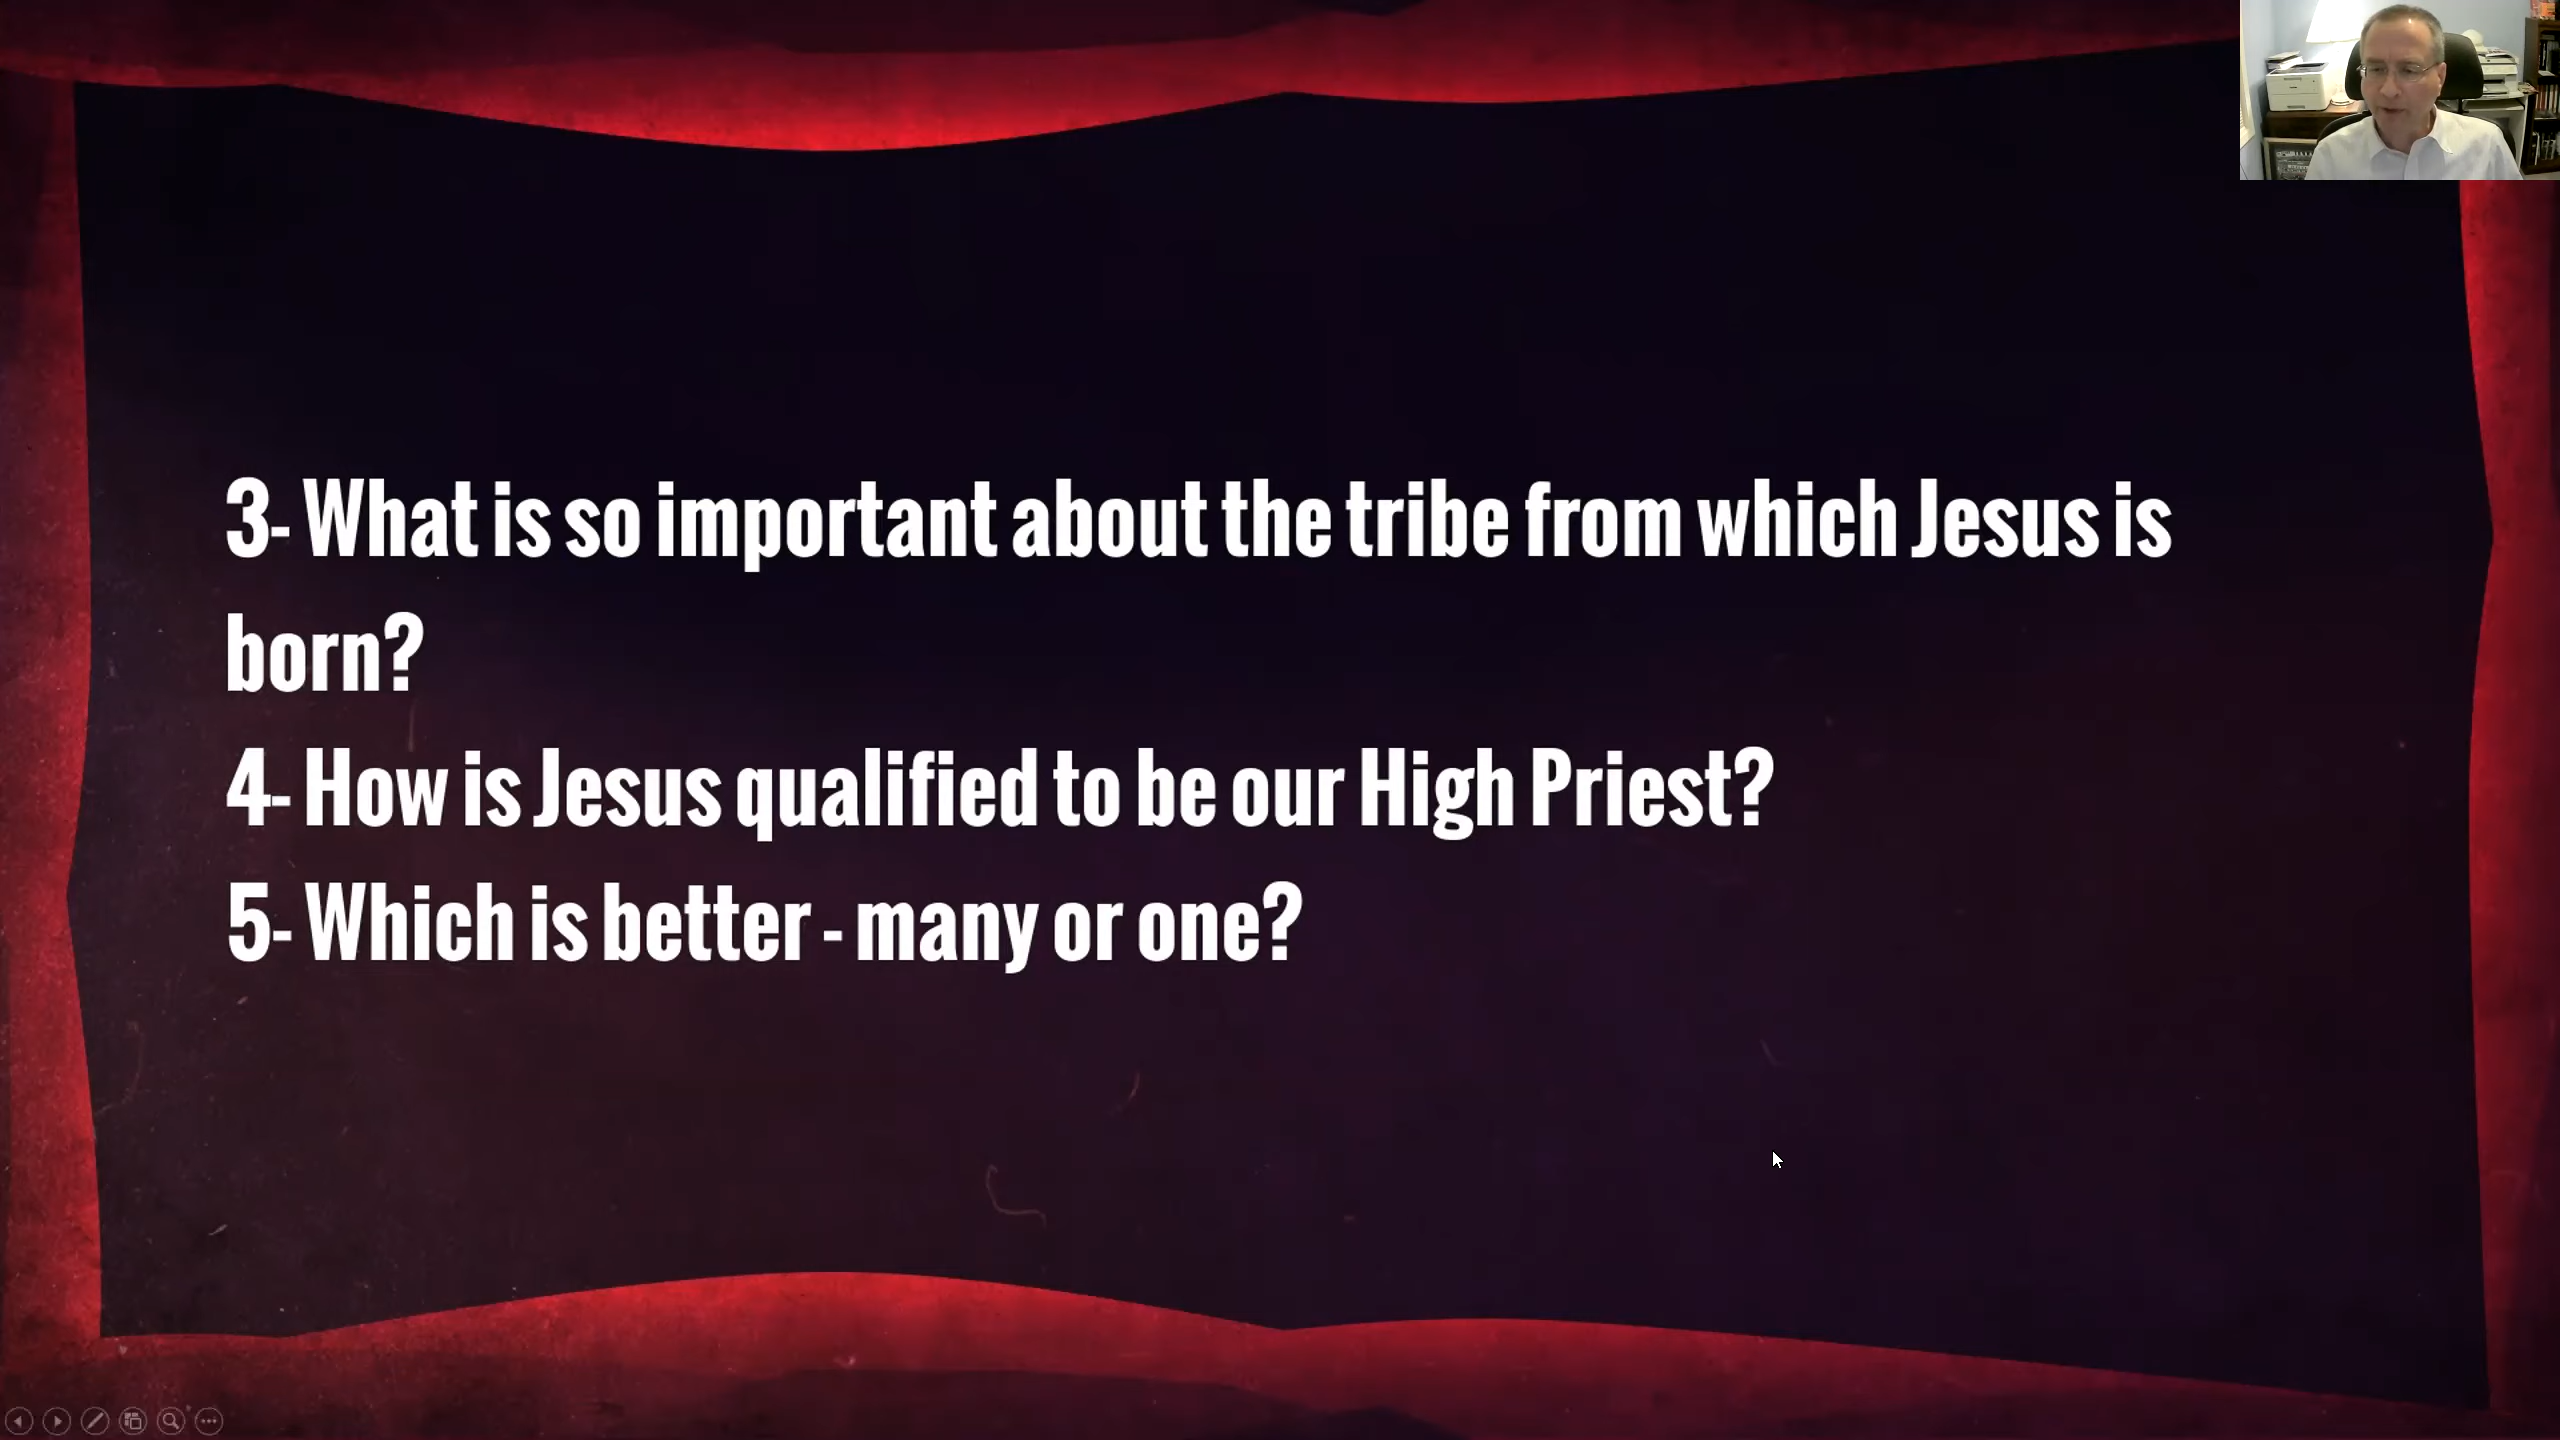 3- What is so important about the tribe from which Jesus is
born?
4- How is Jesus qualified to be our High Priest?
5- Which is better - many or one?